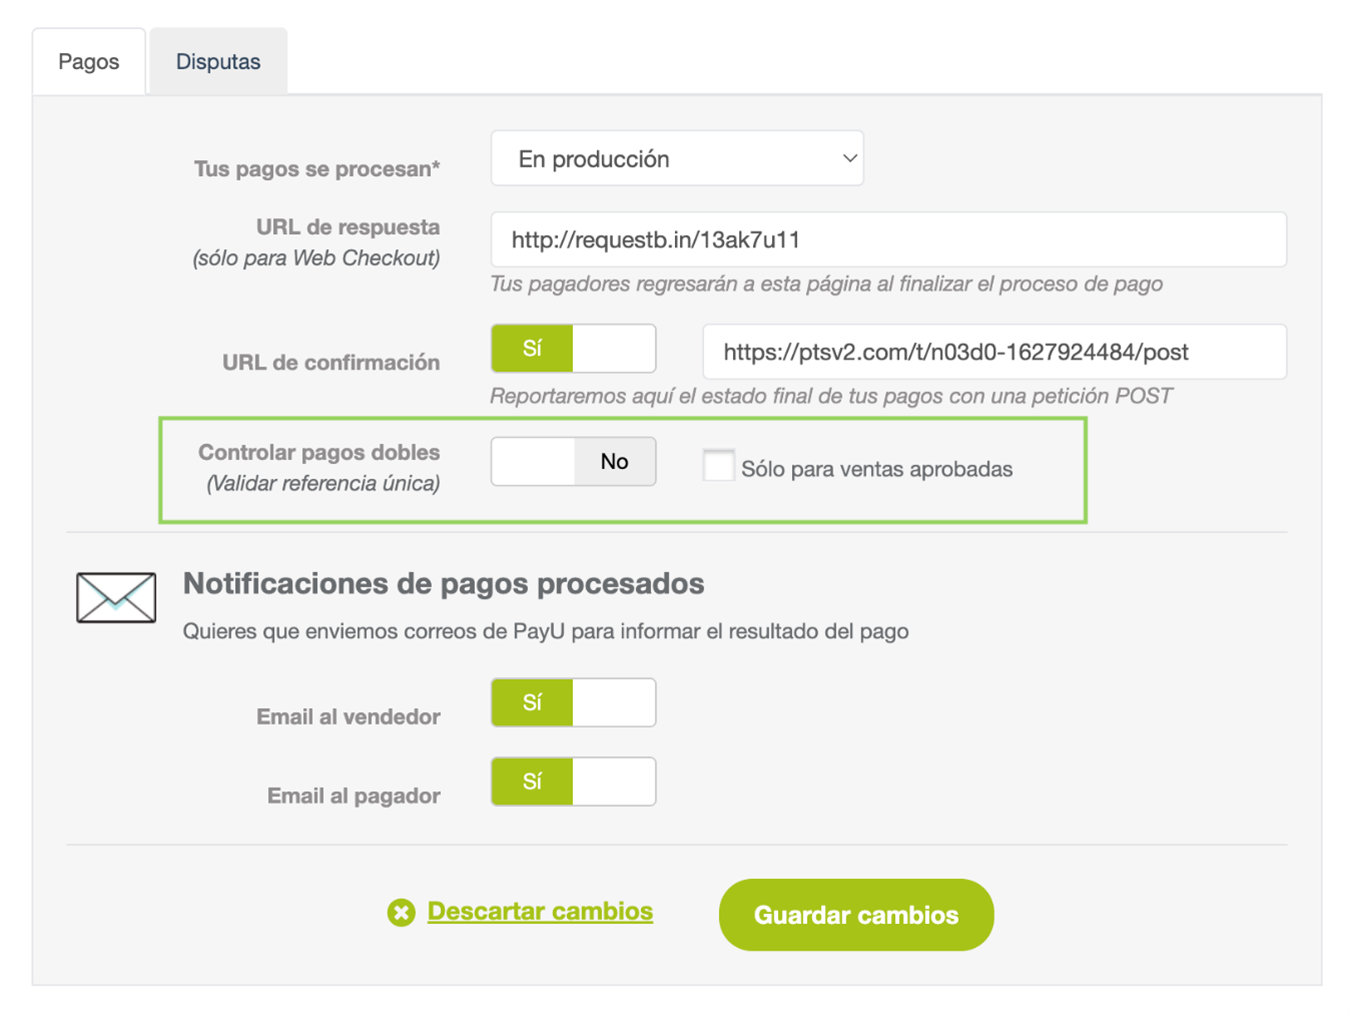 Pagos
Disputas
Tus pagos se procesan*
En producción
URL de respuesta
(sólo para Web Checkout)
http://requestb.in/13ak7u11
Tus pagadores regresarán a esta página al finalizar el proceso de pago
URL de confirmación
Sí
https://ptsv2.com/t/n03d0-1627924484/post
Reportaremos aquí el estado final de tus pagos con una petición POST
Controlar pagos dobles
(Validar referencia única)
No
Sólo para ventas aprobadas
Notificaciones de pagos procesados
Quieres que enviemos correos de PayU para informar el resultado del pago
Email al vendedor
Sí
Email al pagador
Sí
Descartar cambios
Guardar cambios